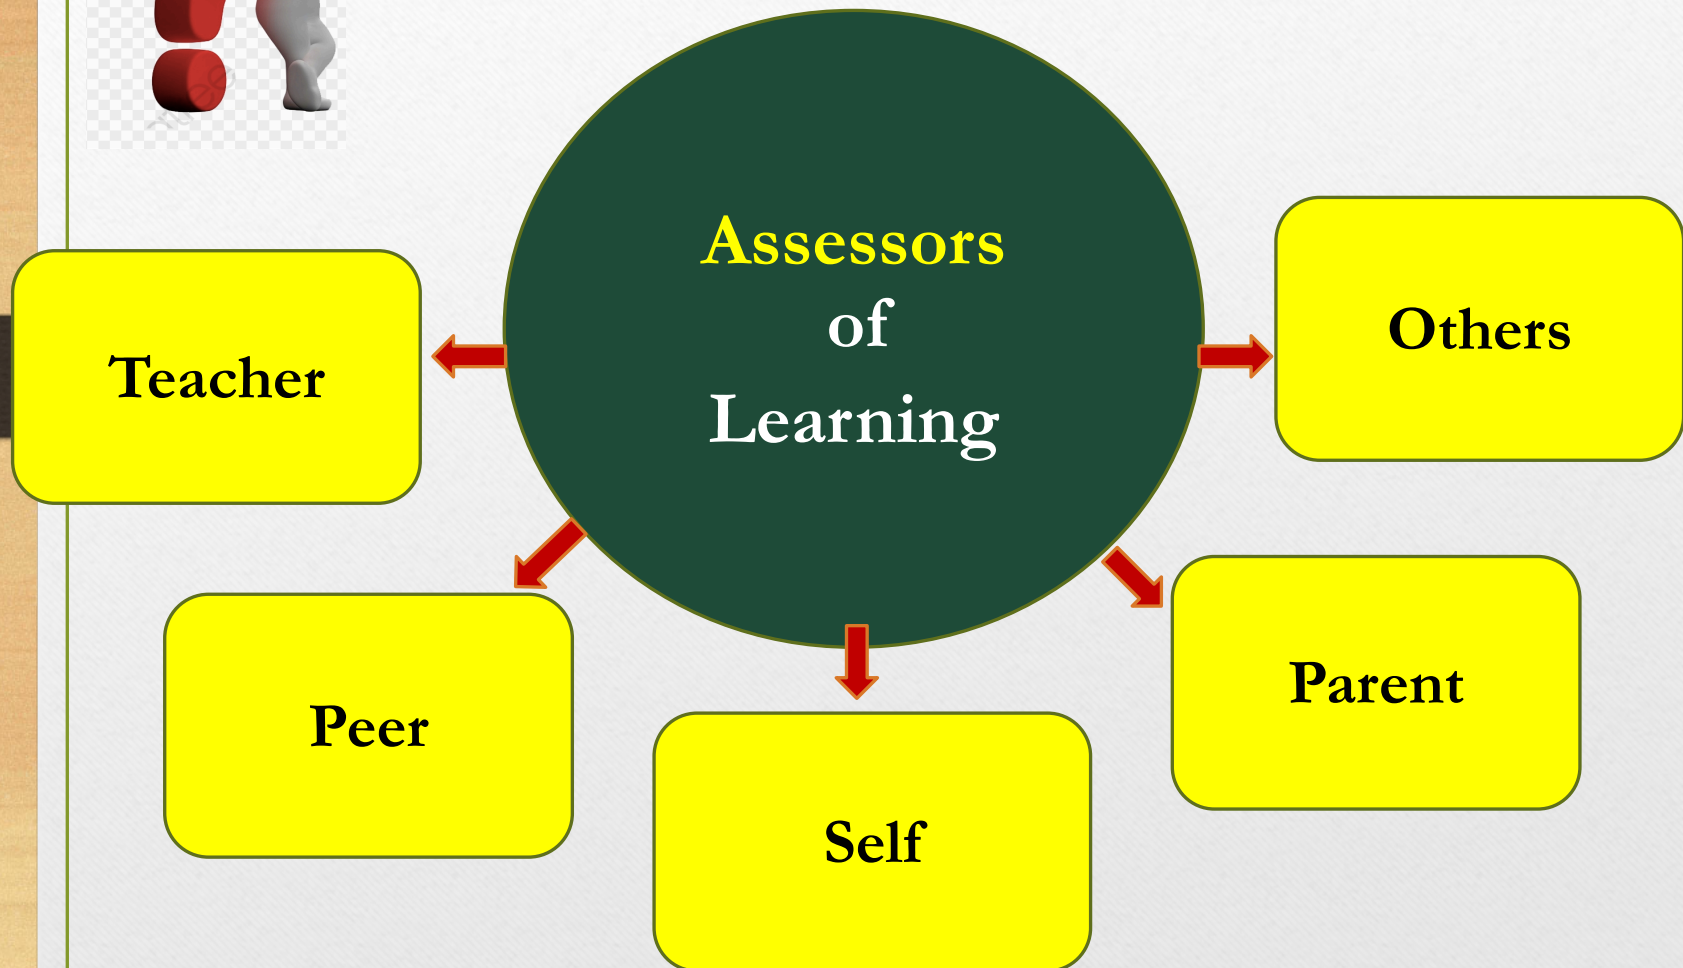 Assessors
of
Learning
Teacher
Peer
Self
Parent
Others